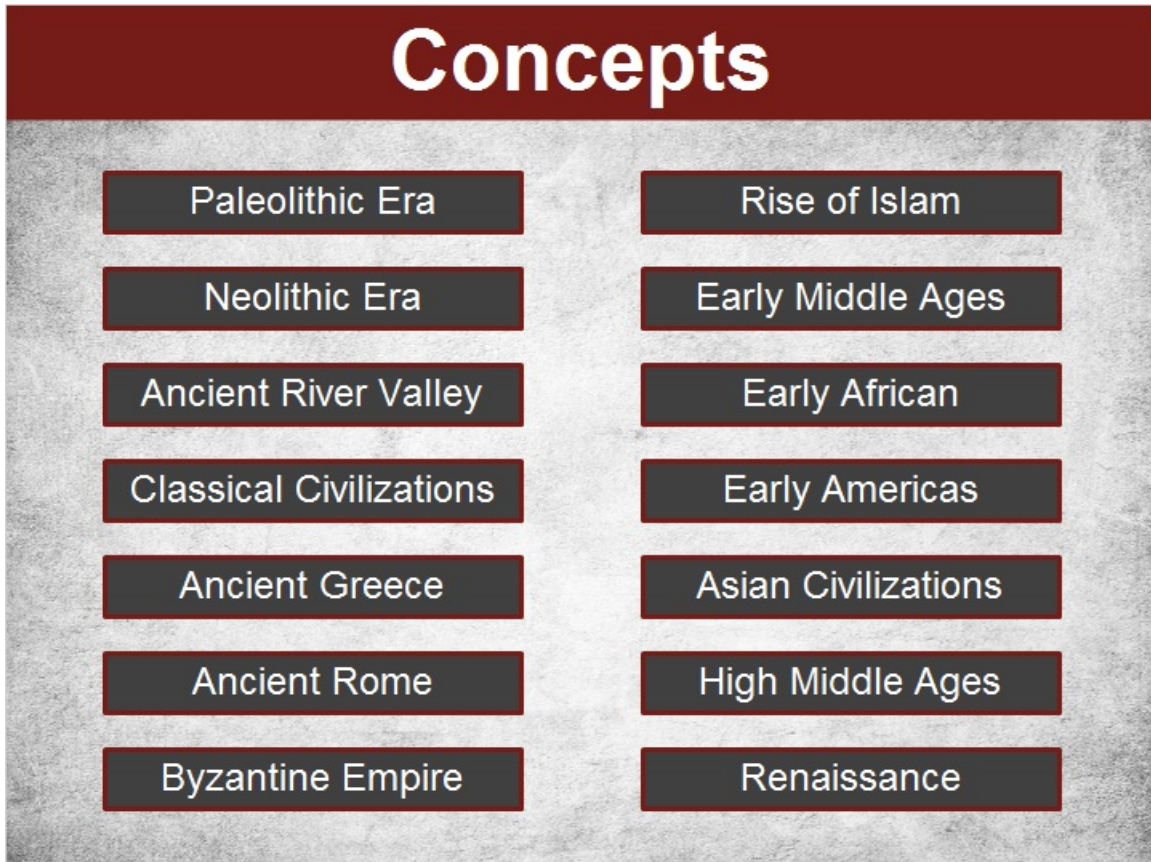 Concepts
Paleolithic Era
Neolithic Era
Ancient River Valley
Classical Civilizations
Ancient Greece
Ancient Rome
Byzantine Empire
Rise of Islam
Early Middle Ages
Early African
Early Americas
Asian Civilizations
High Middle Ages
Renaissance